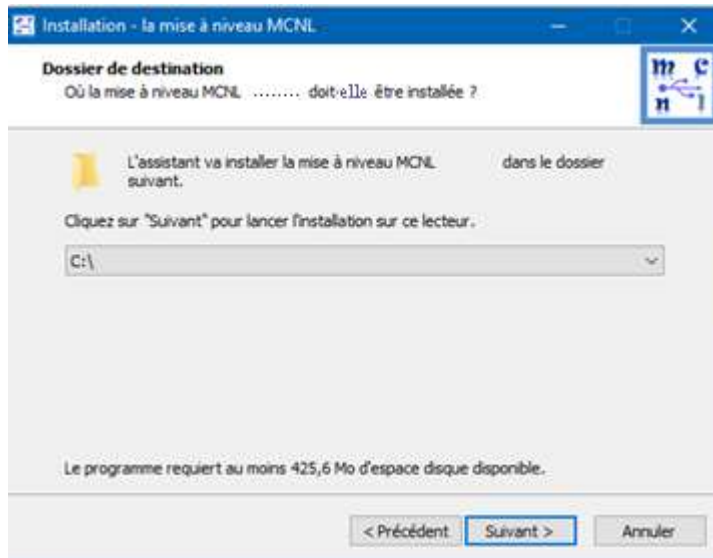 Installation - la mise à niveau MCNL
Dossier de destination
Où la mise à niveau MCNL ........ doit-elle être installée ?
m c
n l
L'assistant va installer la mise à niveau MCNL dans le dossier
suivant.
Cliquez sur "Suivant" pour lancer l'installation sur ce lecteur.
C:\
Le programme requiert au moins 425,6 Mo d'espace disque disponible.
< Précédent Suivant > Annuler